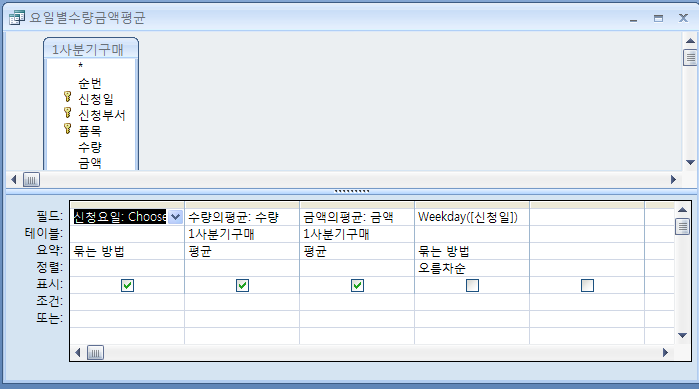 요일별수량금액평균
1사분기구매
*
순번
신청일
신청부서
품목
수량
금액
필드: 신청요일: Choose 수량의평균: 수량 금액의평균: 금액 Weekday([신청일])
테이블: 1사분기구매 1사분기구매
요약: 묶는 방법 평균 평균 묶는 방법
정렬: 오름차순
표시:
조건:
또는: